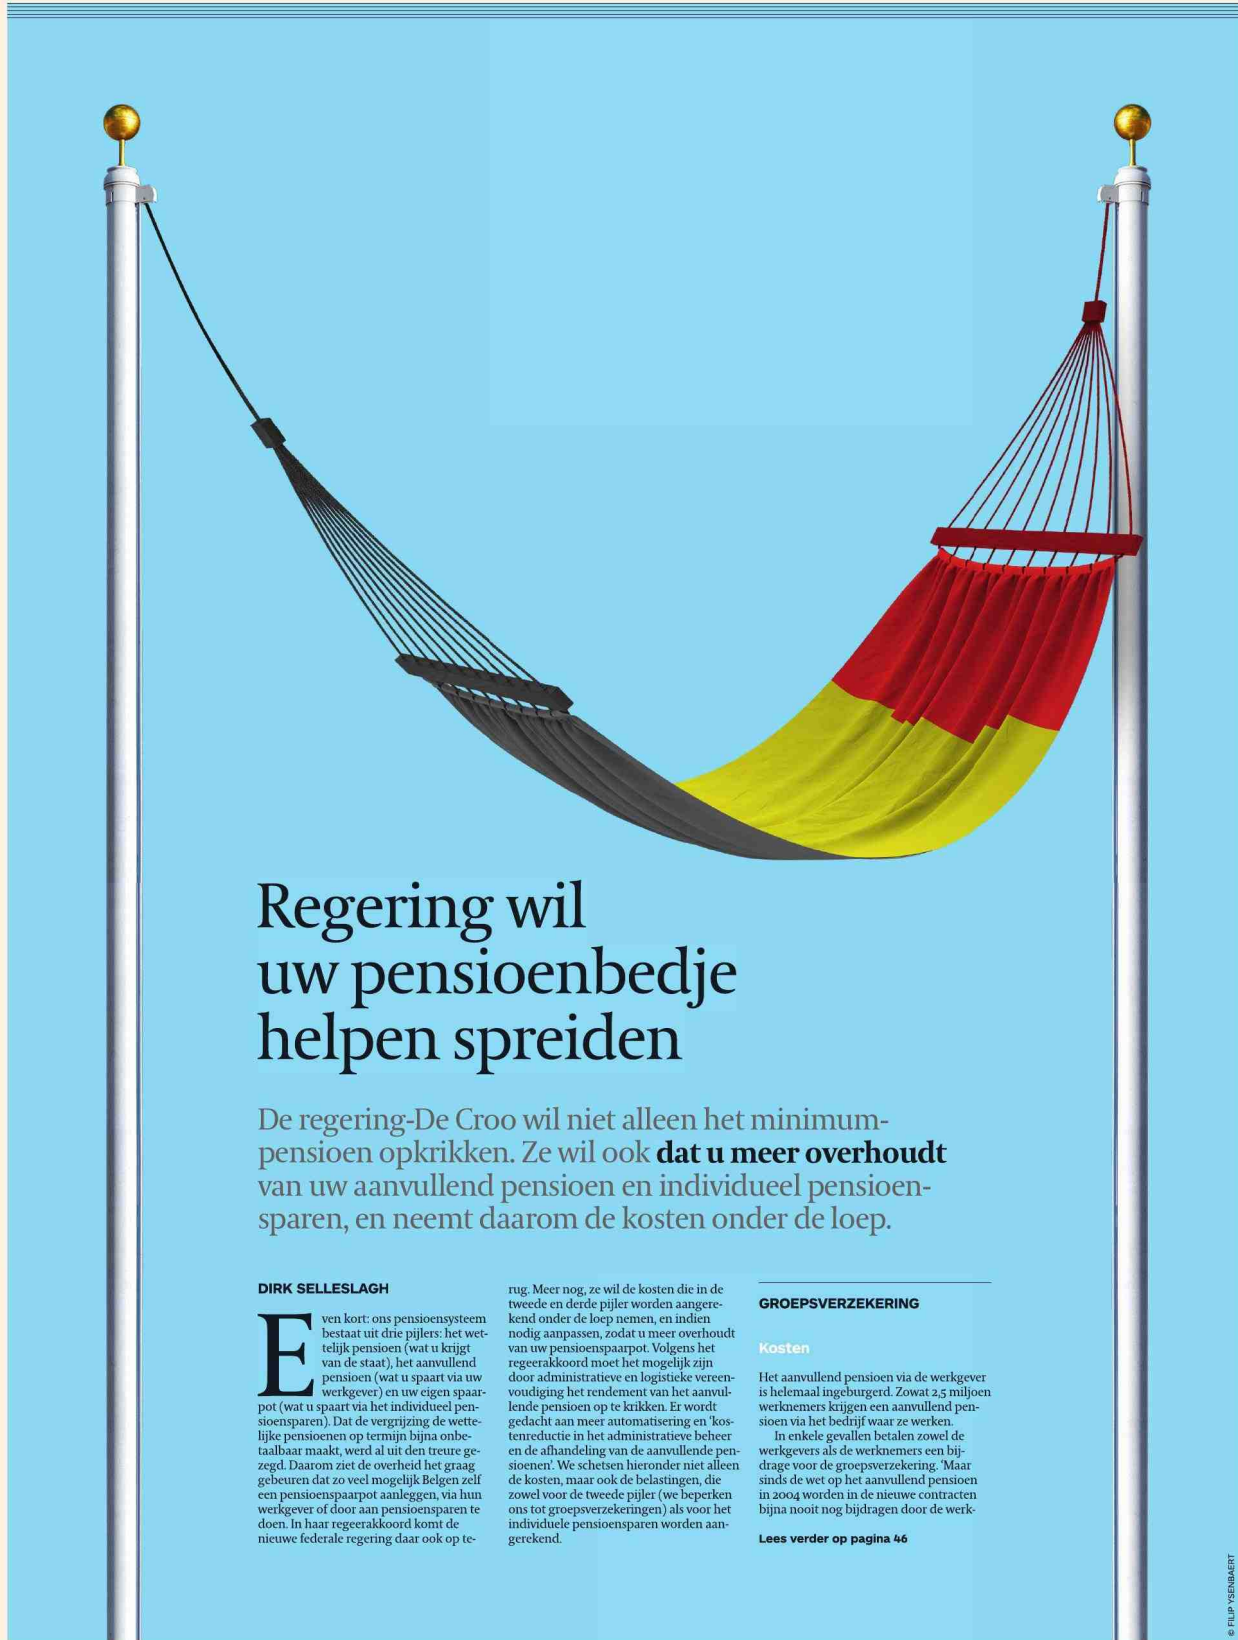 Regering wil
uw pensioenbedje
helpen spreiden
De regering-De Croo wil niet alleen het minimum-
pensioen opkrikken. Ze wil ook dat u meer overhoudt
van uw aanvullend pensioen en individueel pensioen-
sparen, en neemt daarom de kosten onder de loep.
DIRK SELLESLAGH
Even kort: ons pensioensysteem
bestaat uit drie pijlers: het wet-
telijk pensioen (wat u krijgt
van de staat), het aanvullend
pensioen (wat u spaart via uw
werkgever) en uw eigen spaar-
pot (wat u spaart via het individueel pen-
sioensparen). Dat de vergrijzing de wette-
lijke pensioenen op termijn bijna onbe-
taalbaar maakt, werd al uit den treure ge-
zegd. Daarom ziet de overheid het graag
gebeuren dat zo veel mogelijk Belgen zelf
een pensioenspaarpot aanleggen, via hun
werkgever of door aan pensioensparen te
doen. In haar regeerakkoord komt de
nieuwe federale regering daar ook op te-
rug. Meer nog, ze wil de kosten die in de
tweede en derde pijler worden aangere-
kend onder de loep nemen, en indien
nodig aanpassen, zodat u meer overhoudt
van uw pensioenspaarpot. Volgens het
regeerakkoord moet het mogelijk zijn
door administratieve en logistieke vereen-
voudiging het rendement van het aanvul-
lende pensioen op te krikken. Er wordt
gedacht aan meer automatisering en ‘kos-
tenreductie in het administratieve beheer
en de afhandeling van de aanvullende pen-
sioenen’. We schetsen hieronder niet alleen
de kosten, maar ook de belastingen, die
zowel voor de tweede pijler (we beperken
ons tot groepsverzekeringen) als voor het
individuele pensioensparen worden aan-
gerekend.
GROEPSVERZEKERING
Kosten
Het aanvullend pensioen via de werkgever
is helemaal ingeburgerd. Zowat 2,5 miljoen
werknemers krijgen een aanvullend pen-
sioen via het bedrijf waar ze werken.
In enkele gevallen betalen zowel de
werkgevers als de werknemers een bij-
drage voor de groepsverzekering. ‘Maar
sinds de wet op het aanvullend pensioen
in 2004 worden in de nieuwe contracten
bijna nooit nog bijdragen door de werk-
Lees verder op pagina 46
© FILIP YSENBAERT